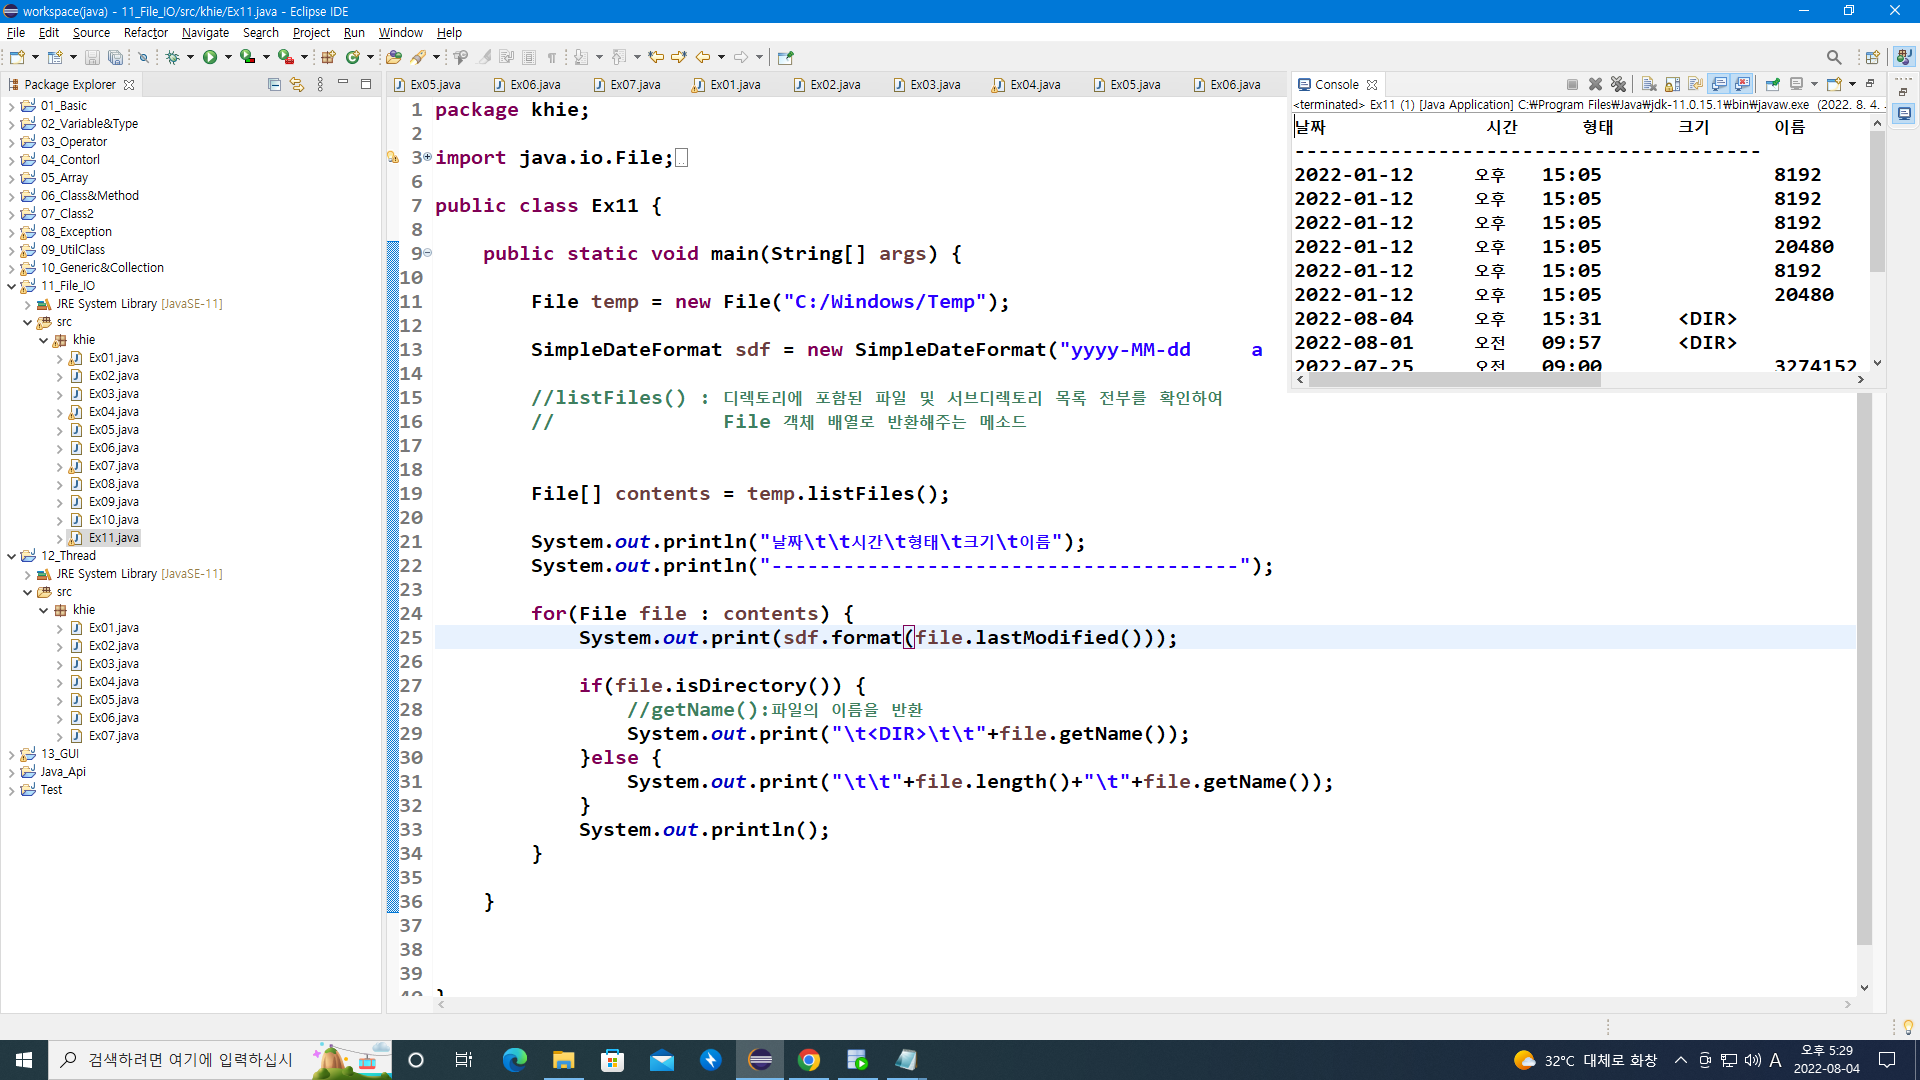 workspace(java) - 11_File_IO/src/khie/Ex11.java - Eclipse IDE
File Edit Source Refactor Navigate Search Project Run Window Help
Package Explorer
01_Basic
02_Variable&Type
03_Operator
04_Contorl
05_Array
06_Class&Method
07_Class2
08_Exception
09_UtilClass
10_Generic&Collection
11_File_IO
JRE System Library [JavaSE-11]
src
khie
Ex01.java
Ex02.java
Ex03.java
Ex04.java
Ex05.java
Ex06.java
Ex07.java
Ex08.java
Ex09.java
Ex10.java
Ex11.java
12_Thread
JRE System Library [JavaSE-11]
src
khie
Ex01.java
Ex02.java
Ex03.java
Ex04.java
Ex05.java
Ex06.java
Ex07.java
13_GUI
Java_Api
Test
Ex05.java Ex06.java Ex07.java Ex01.java Ex02.java Ex03.java Ex04.java Ex05.java Ex06.java
1 package khie;
2
3 import java.io.File;
6
7 public class Ex11 {
8
9 public static void main(String[] args) {
10
11 File temp = new File("C:/Windows/Temp");
12
13 SimpleDateFormat sdf = new SimpleDateFormat("yyyy-MM-dd a
14
15 //listFiles() : 디렉토리에 포함된 파일 및 서브디렉토리 목록 전부를 확인하여
16 // File 객체 배열로 반환해주는 메소드
17
18
19 File[] contents = temp.listFiles();
20
21 System.out.println("날짜\t\t시간\t형태\t크기\t이름");
22 System.out.println("---------------------------------------");
23
24 for(File file : contents) {
25 System.out.print(sdf.format(file.lastModified()));
26
27 if(file.isDirectory()) {
28 //getName():파일의 이름을 반환
29 System.out.print("\t<DIR>\t\t"+file.getName());
30 }else {
31 System.out.print("\t\t"+file.length()+"\t"+file.getName());
32 }
33 System.out.println();
34 }
35
36 }
37
38
39
40 }
Console
<terminated> Ex11 (1) [Java Application] C:₩Program Files₩Java₩jdk-11.0.15.1₩bin₩javaw.exe (2022. 8. 4.
날짜 시간 형태 크기 이름
---------------------------------------
2022-01-12 오후 15:05 8192
2022-01-12 오후 15:05 8192
2022-01-12 오후 15:05 8192
2022-01-12 오후 15:05 20480
2022-01-12 오후 15:05 8192
2022-01-12 오후 15:05 20480
2022-08-04 오후 15:31 <DIR>
2022-08-01 오전 09:57 <DIR>
2022-07-25 오전 09:00 3274152
검색하려면 여기에 입력하십시
32°C 대체로 화창
A
오후 5:29
2022-08-04